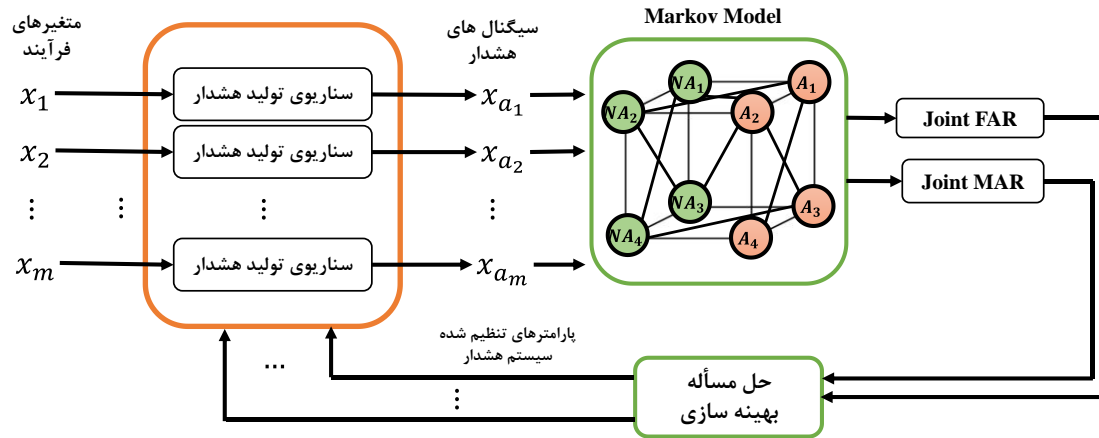 متغیرهای
فرآیند
سیگنال های
هشدار
Markov Model
x₁
سناریوی تولید هشدار
xₐ₁
x₂
سناریوی تولید هشدار
xₐ₂
⋮
⋮
⋮
⋮
xₘ
سناریوی تولید هشدار
xₐₘ
NA₁
A₁
NA₂
A₂
NA₃
A₃
NA₄
A₄
Joint FAR
Joint MAR
پارامترهای تنظیم شده
سیستم هشدار
...
⋮
حل مسأله
بهینه سازی